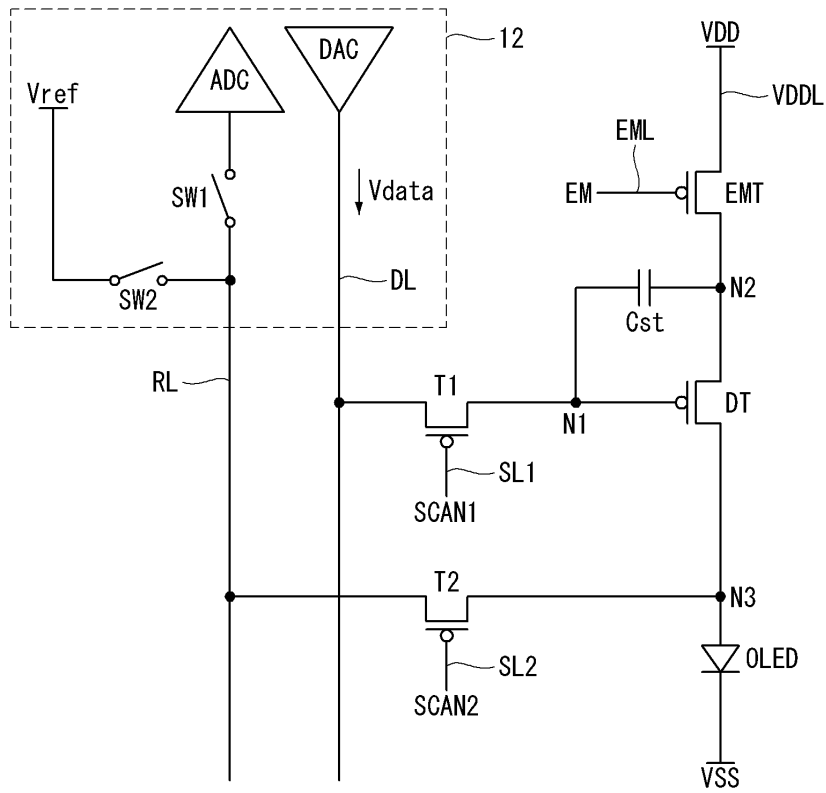 12
DAC
ADC
Vref
VDD
VDDL
EML
SW1
Vdata
EM
EMT
SW2
DL
N2
Cst
RL
T1
DT
N1
SL1
SCAN1
T2
N3
OLED
SL2
SCAN2
VSS